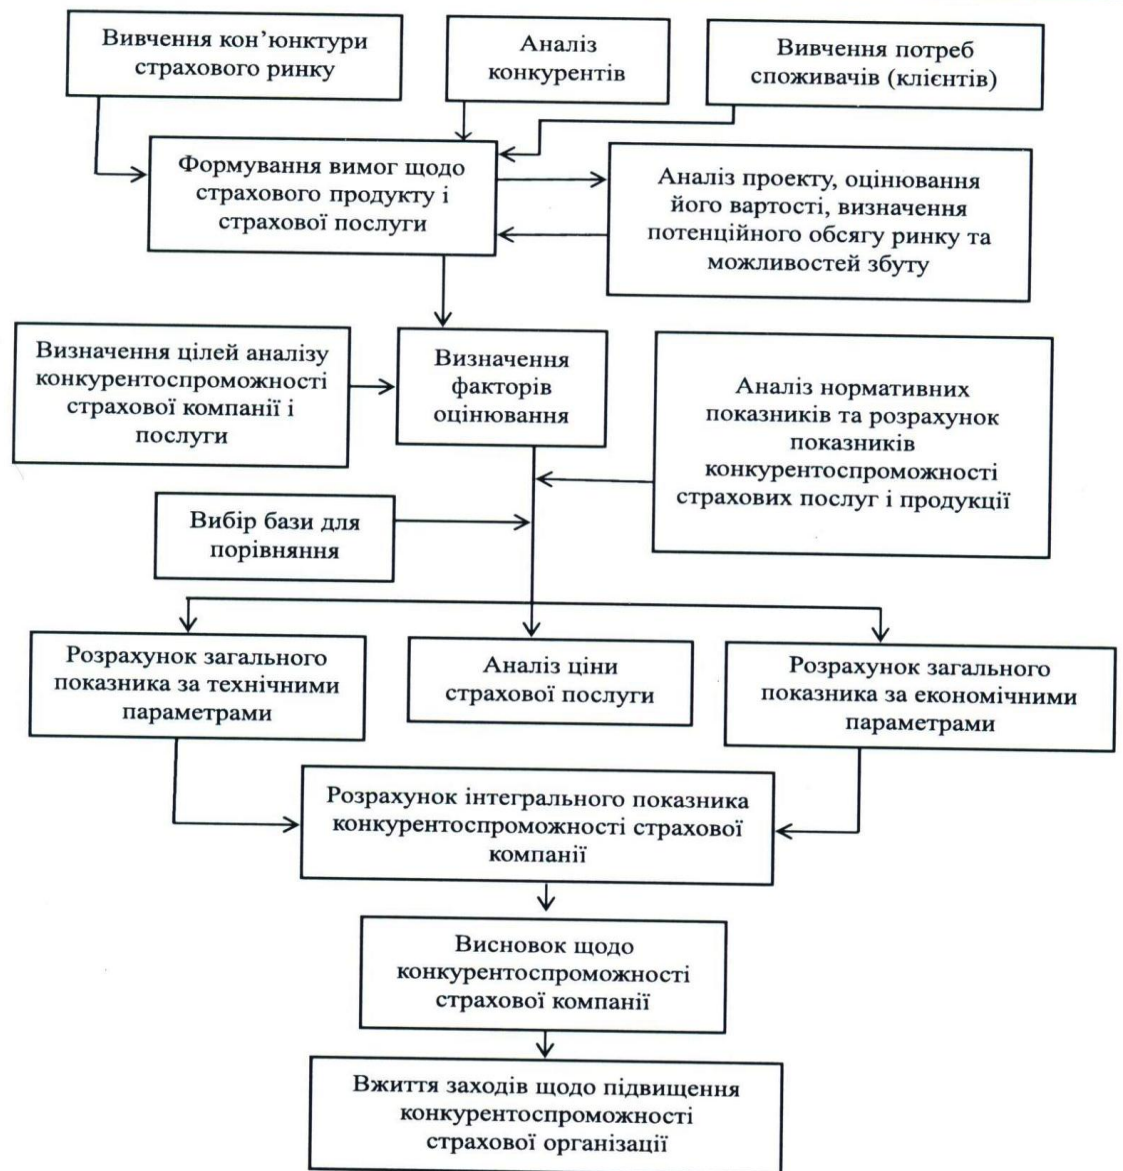 Вивчення кон’юнктури
страхового ринку
Аналіз
конкурентів
Вивчення потреб
споживачів (клієнтів)
Формування вимог щодо
страхового продукту і
страхової послуги
Аналіз проекту, оцінювання
його вартості, визначення
потенційного обсягу ринку та
можливостей збуту
Визначення цілей аналізу
конкурентоспроможності
страхової компанії і
послуги
Визначення
факторів
оцінювання
Аналіз нормативних
показників та розрахунок
показників
конкурентоспроможності
страхових послуг і продукції
Вибір бази для
порівняння
Розрахунок загального
показника за технічними
параметрами
Аналіз ціни
страхової послуги
Розрахунок загального
показника за економічними
параметрами
Розрахунок інтегрального показника
конкурентоспроможності страхової
компанії
Висновок щодо
конкурентоспроможності
страхової компанії
Вжиття заходів щодо підвищення
конкурентоспроможності
страхової організації